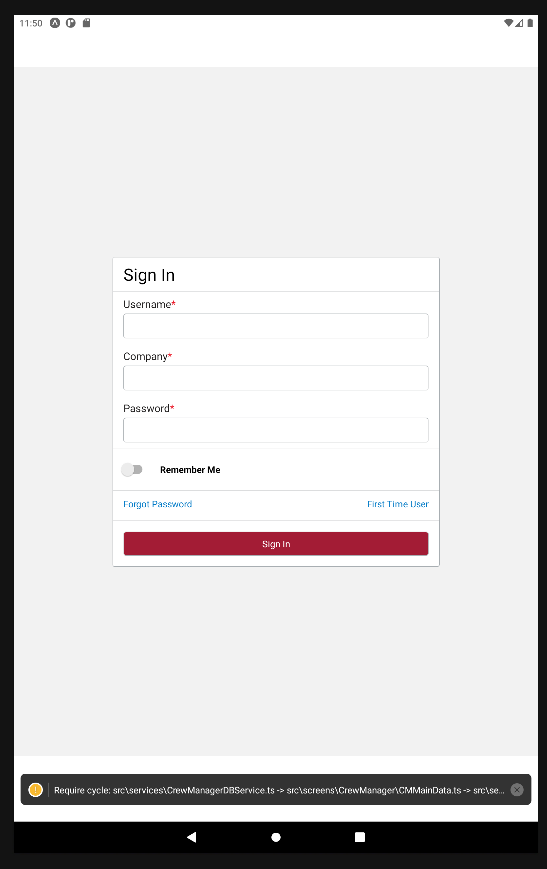 11:50
Sign In
Username*
Company*
Password*
Remember Me
Forgot Password First Time User
Sign In
Require cycle: src\services\CrewManagerDBService.ts -> src\screens\CrewManager\CMMainData.ts -> src\se...